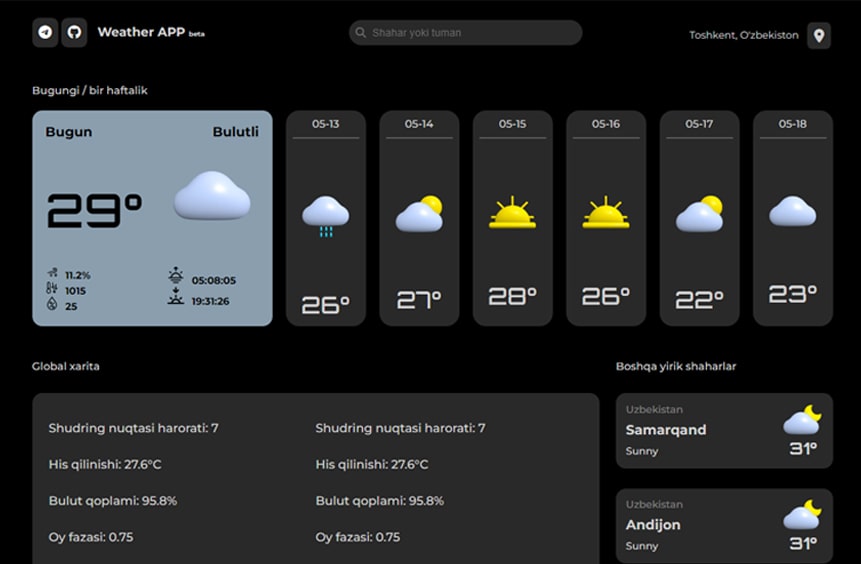 Weather APP beta
Shahar yoki tuman
Toshkent, O'zbekiston
Bugungi / bir haftalik
Bugun
Bulutli
29°
11.2%
1015
25
05:08:05
19:31:26
05-13
26°
05-14
27°
05-15
28°
05-16
26°
05-17
22°
05-18
23°
Global xarita
Shudring nuqtasi harorati: 7
His qilinishi: 27.6°C
Bulut qoplami: 95.8%
Oy fazasi: 0.75
Shudring nuqtasi harorati: 7
His qilinishi: 27.6°C
Bulut qoplami: 95.8%
Oy fazasi: 0.75
Boshqa yirik shaharlar
Uzbekistan
Samarqand
Sunny
31°
Uzbekistan
Andijon
Sunny
31°